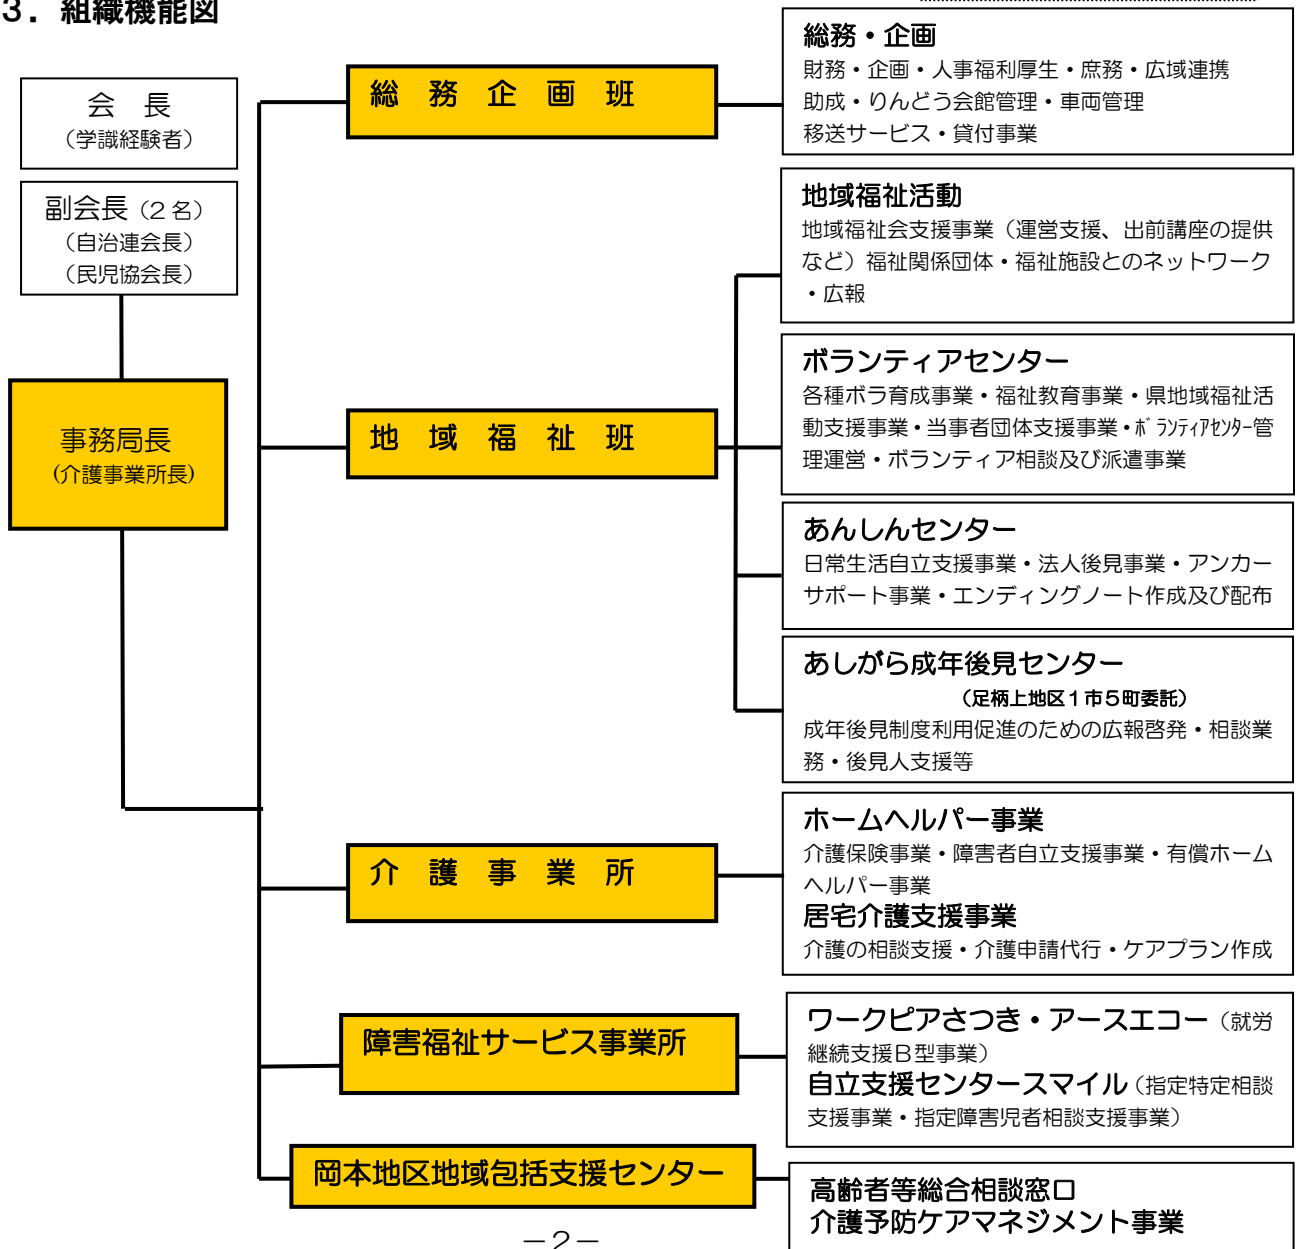 3．組織機能図
会　長
（学識経験者）
副会長（２名）
（自治連会長）
（民児協会長）
事務局長
(介護事業所長)
総　務　企　画　班
総務・企画
財務・企画・人事福利厚生・庶務・広域連携
助成・りんどう会館管理・車両管理
移送サービス・貸付事業
地　域　福　祉　班
地域福祉活動
地域福祉会支援事業（運営支援、出前講座の提供
など）福祉関係団体・福祉施設とのネットワーク
・広報
ボランティアセンター
各種ボラ育成事業・福祉教育事業・県地域福祉活
動支援事業・当事者団体支援事業・ﾎﾞﾗﾝﾃｨｱｾﾝﾀｰ管
理運営・ボランティア相談及び派遣事業
あんしんセンター
日常生活自立支援事業・法人後見事業・アンカー
サポート事業・エンディングノート作成及び配布
あしがら成年後見センター
（足柄上地区１市５町委託）
成年後見制度利用促進のための広報啓発・相談業
務・後見人支援等
介　護　事　業　所
ホームヘルパー事業
介護保険事業・障害者自立支援事業・有償ホーム
ヘルパー事業
居宅介護支援事業
介護の相談支援・介護申請代行・ケアプラン作成
障害福祉サービス事業所
ワークピアさつき・アースエコー（就労
継続支援Ｂ型事業）
自立支援センタースマイル（指定特定相談
支援事業・指定障害児者相談支援事業）
岡本地区地域包括支援センター
高齢者等総合相談窓口
介護予防ケアマネジメント事業
－２－